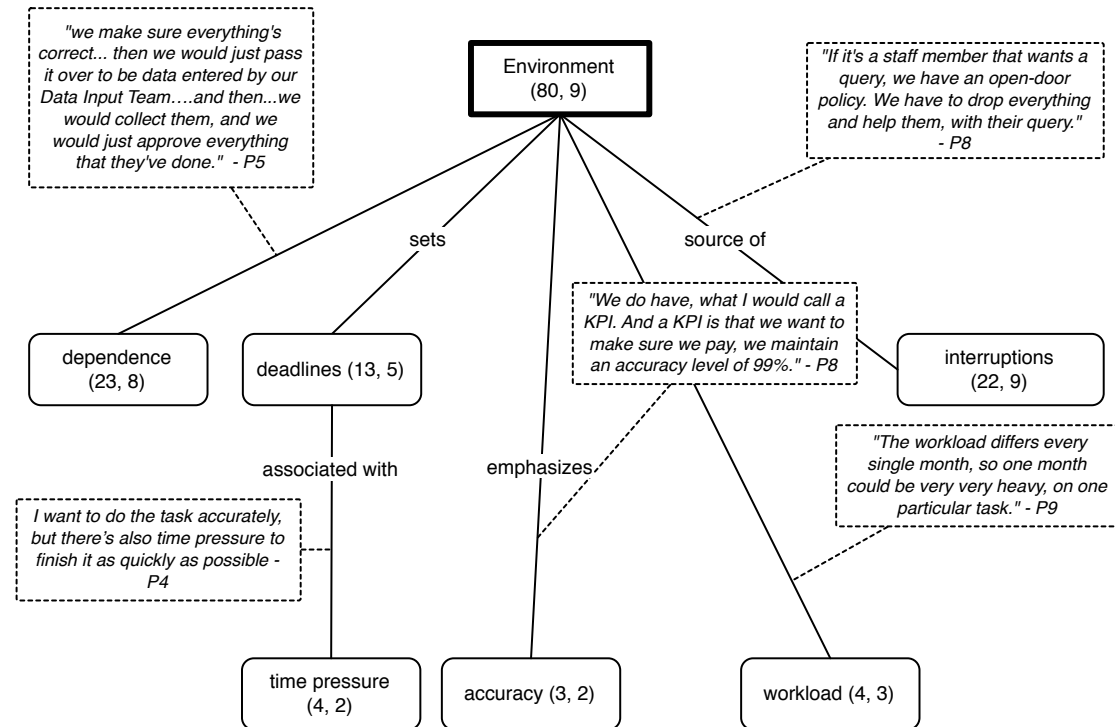 "we make sure everything's
correct... then we would just pass
it over to be data entered by our
Data Input Team....and then...we
would collect them, and we
would just approve everything
that they've done." - P5
Environment
(80, 9)
"If it's a staff member that wants a
query, we have an open-door
policy. We have to drop everything
and help them, with their query."
- P8
sets
source of
"We do have, what I would call a
KPI. And a KPI is that we want to
make sure we pay, we maintain
an accuracy level of 99%." - P8
dependence
(23, 8)
deadlines (13, 5)
interruptions
(22, 9)
associated with
emphasizes
"The workload differs every
single month, so one month
could be very very heavy, on one
particular task." - P9
I want to do the task accurately,
but there's also time pressure to
finish it as quickly as possible -
P4
time pressure
(4, 2)
accuracy (3, 2)
workload (4, 3)